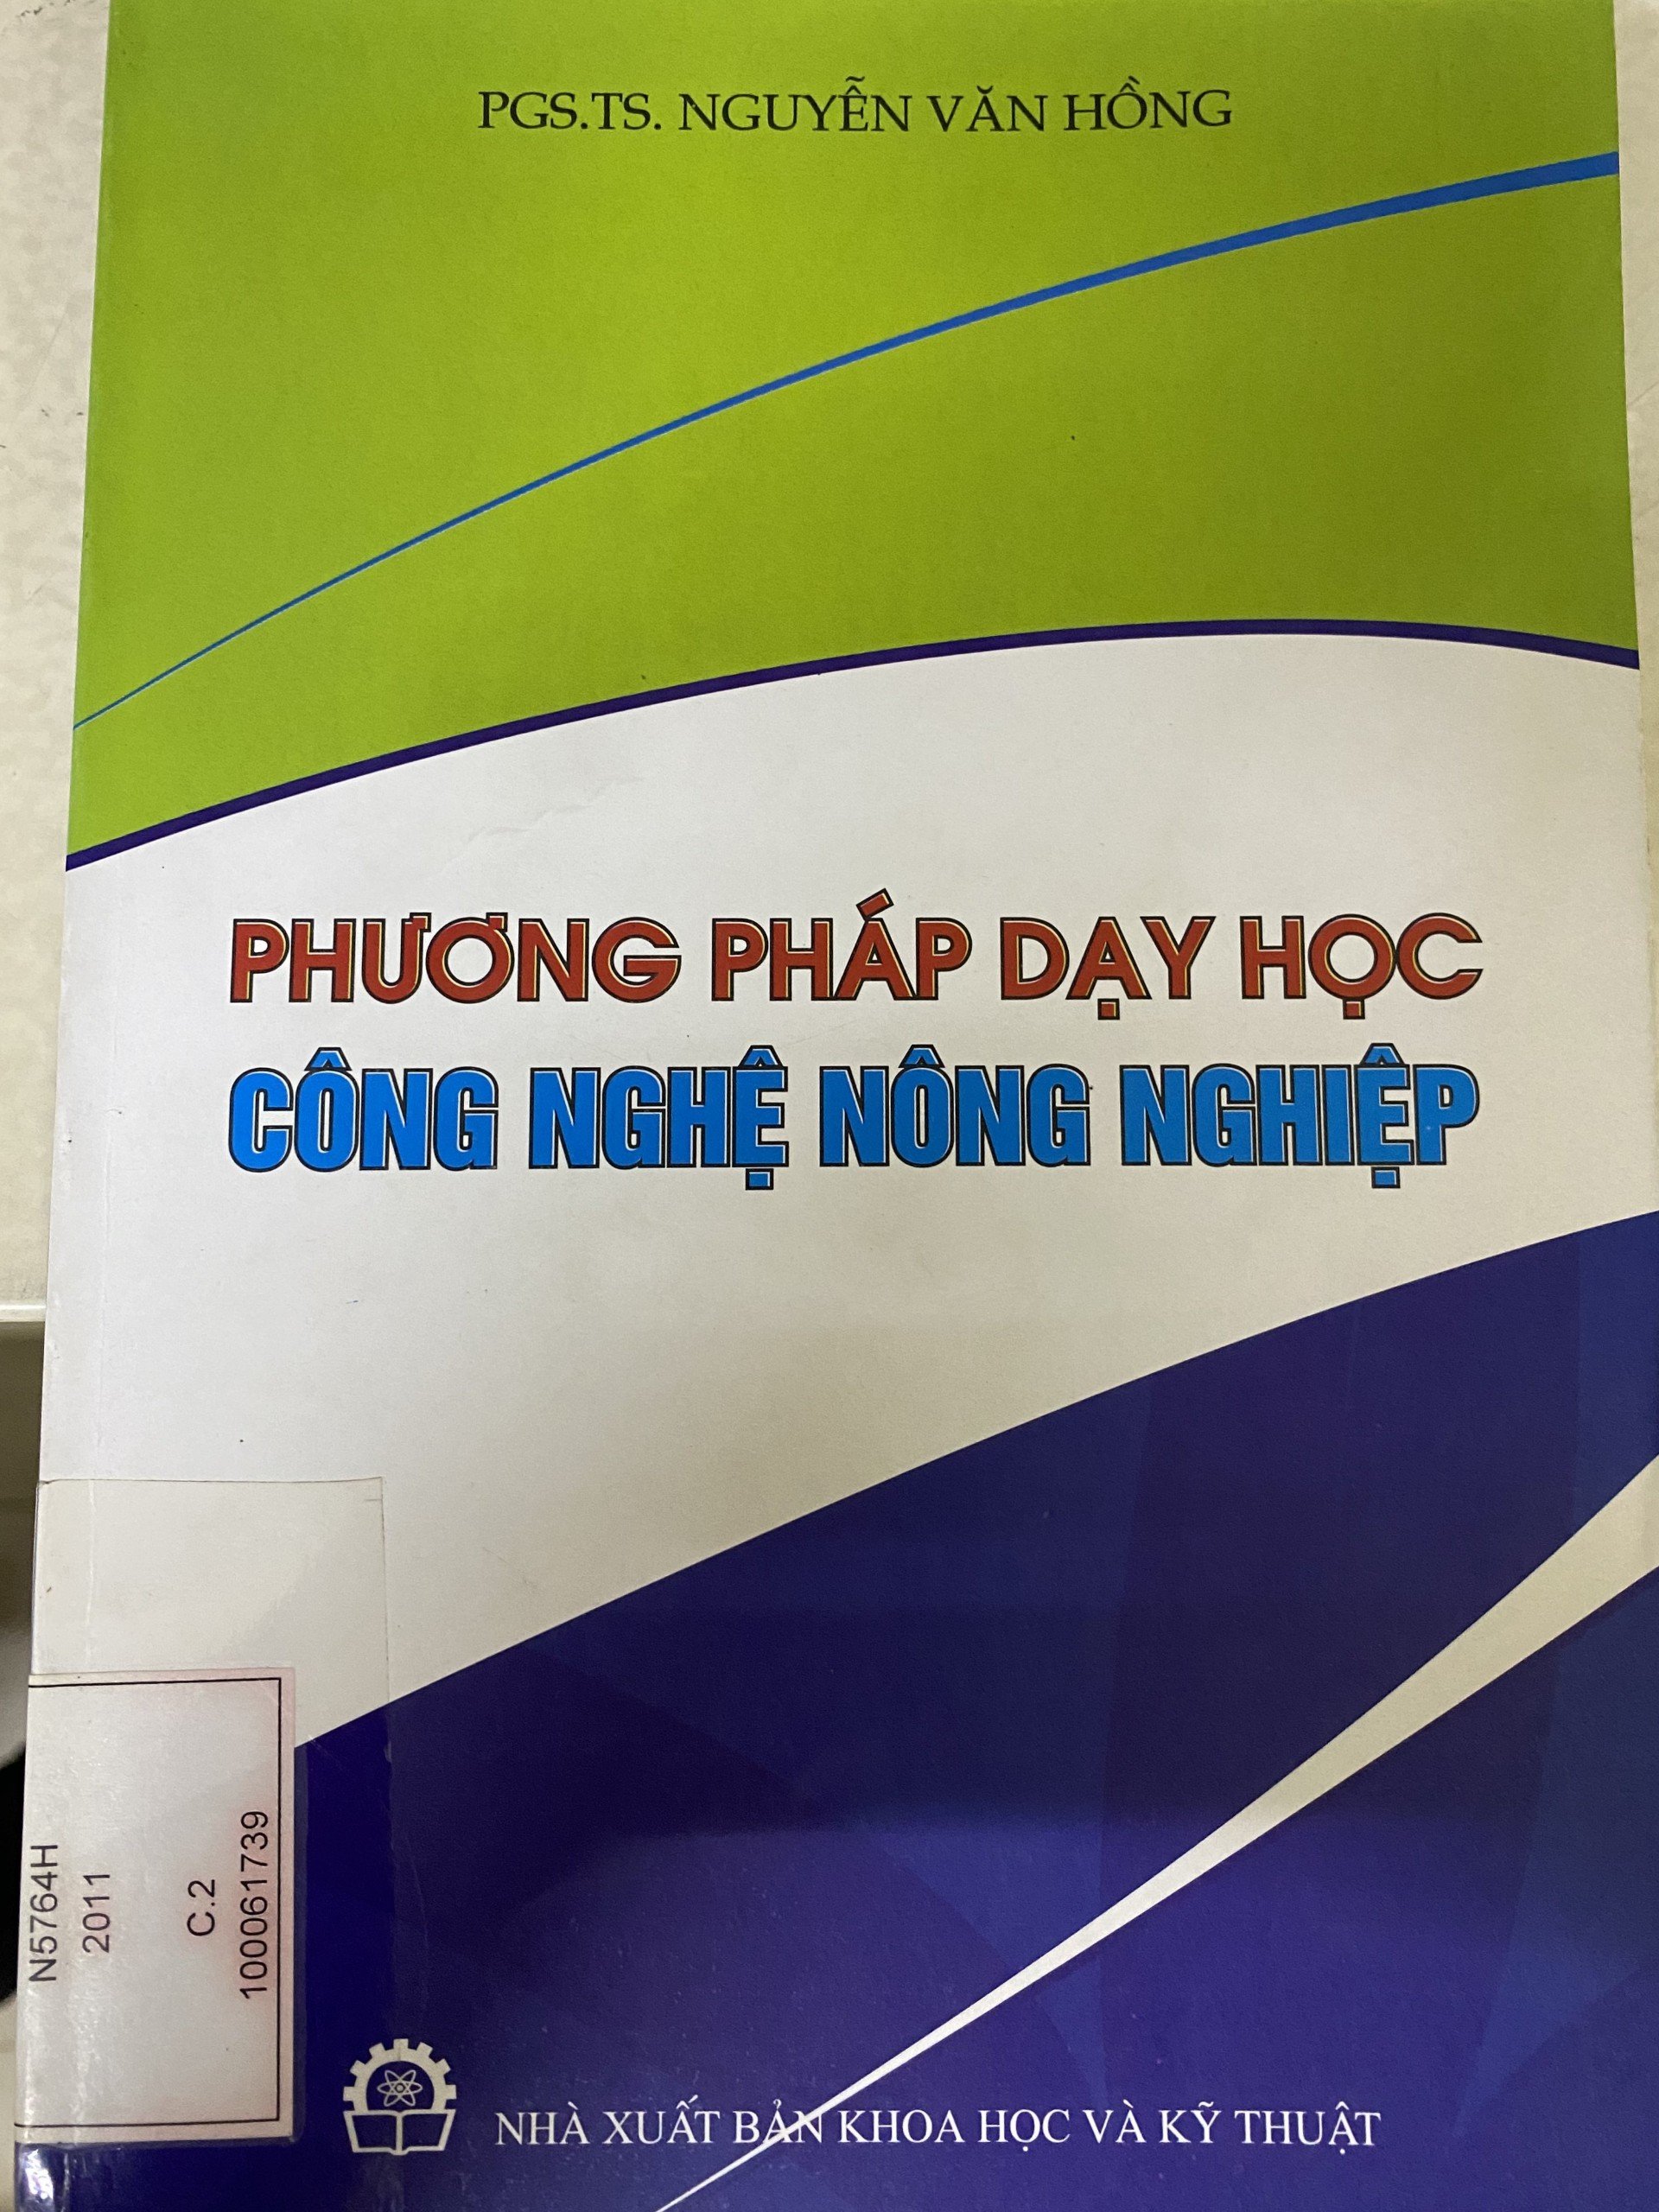 PGS.TS. NGUYỄN VĂN HỒNG
PHƯƠNG PHÁP DẠY HỌC
CÔNG NGHỆ NÔNG NGHIỆP
N5764H
2011
C.2
10061739
NHÀ XUẤT BẢN KHOA HỌC VÀ KỸ THUẬT